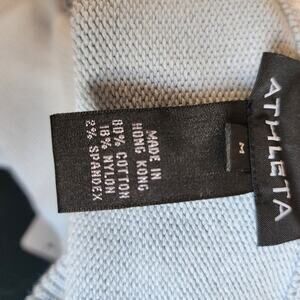 ATHLETA
M
MADE IN
HONG KONG
80% COTTON
18% NYLON
2% SPANDEX